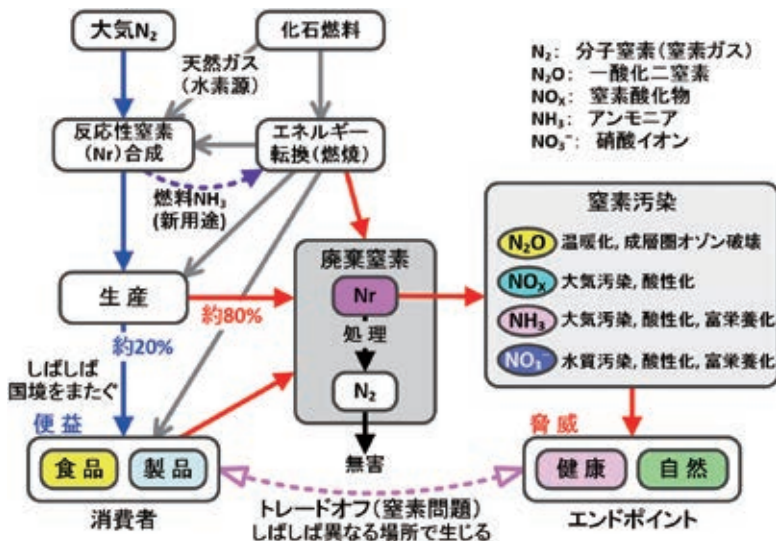 大気N₂
化石燃料
天然ガス
(水素源)
N₂: 分子窒素(窒素ガス)
N₂O: 一酸化二窒素
NOₓ: 窒素酸化物
NH₃: アンモニア
NO₃⁻: 硝酸イオン
反応性窒素
(Nr)合成
エネルギー
転換(燃焼)
燃料NH₃
(新用途)
窒素汚染
N₂O 温暖化, 成層圏オゾン破壊
NOₓ 大気汚染, 酸性化
NH₃ 大気汚染, 酸性化, 富栄養化
NO₃⁻ 水質汚染, 酸性化, 富栄養化
廃棄窒素
Nr
処理
N₂
無害
生産
約80%
約20%
しばしば
国境をまたぐ
便益
食品
製品
消費者
脅威
健康
自然
エンドポイント
トレードオフ(窒素問題)
しばしば異なる場所で生じる